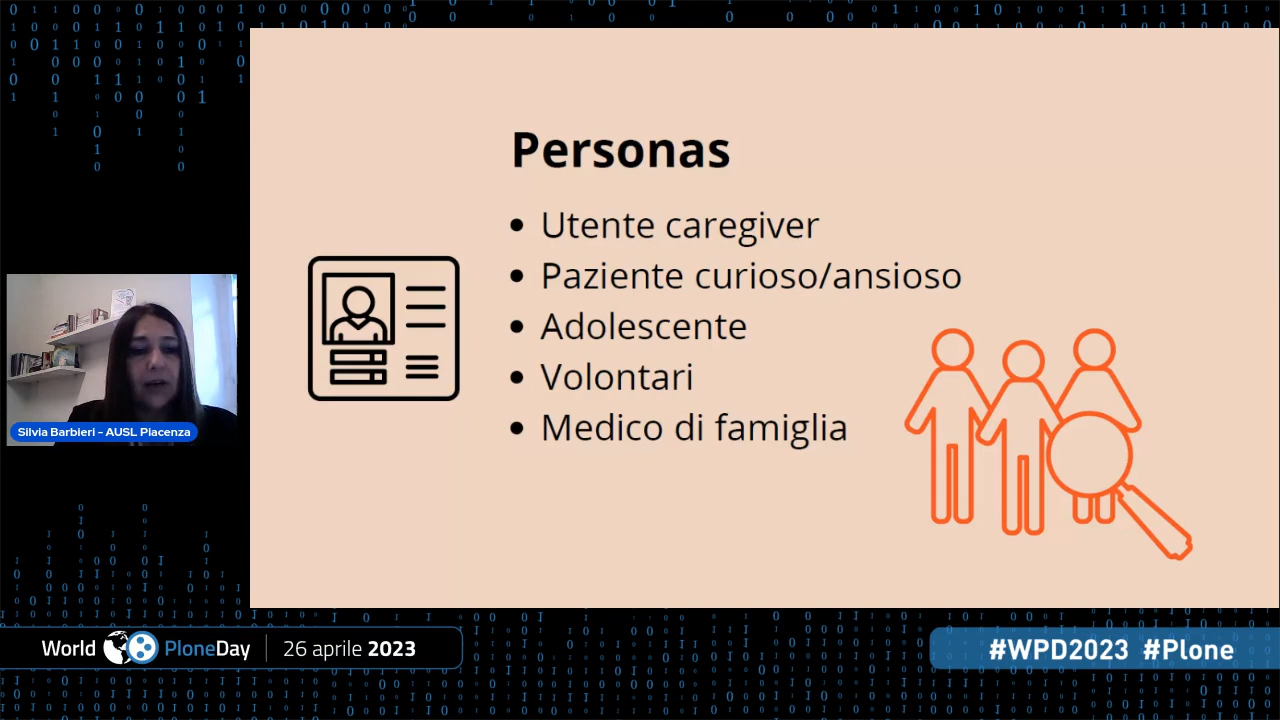 Personas
Utente caregiver
Paziente curioso/ansioso
Adolescente
Volontari
Medico di famiglia
Silvia Barbieri – AUSL Piacenza
World PloneDay | 26 aprile 2023
#WPD2023 #Plone